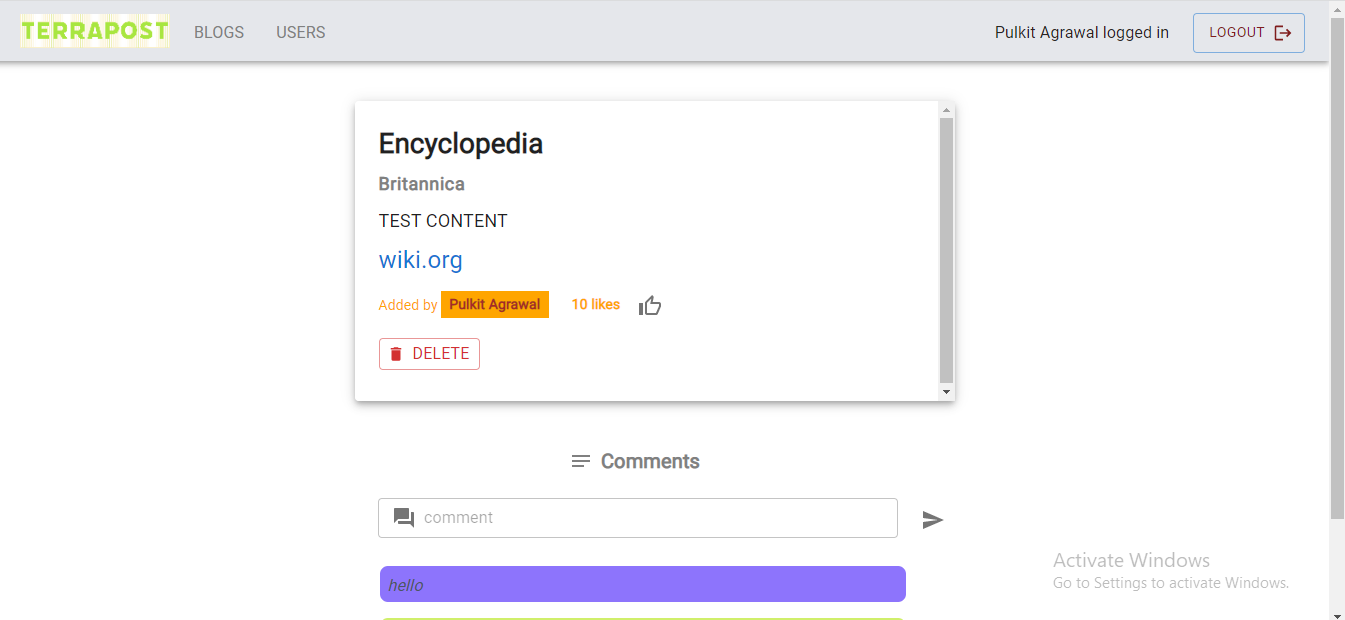 TERRAPOST BLOGS USERS Pulkit Agrawal logged in LOGOUT
Encyclopedia
Britannica
TEST CONTENT
wiki.org
Added by Pulkit Agrawal 10 likes
DELETE
Comments
comment
hello
Activate Windows
Go to Settings to activate Windows.